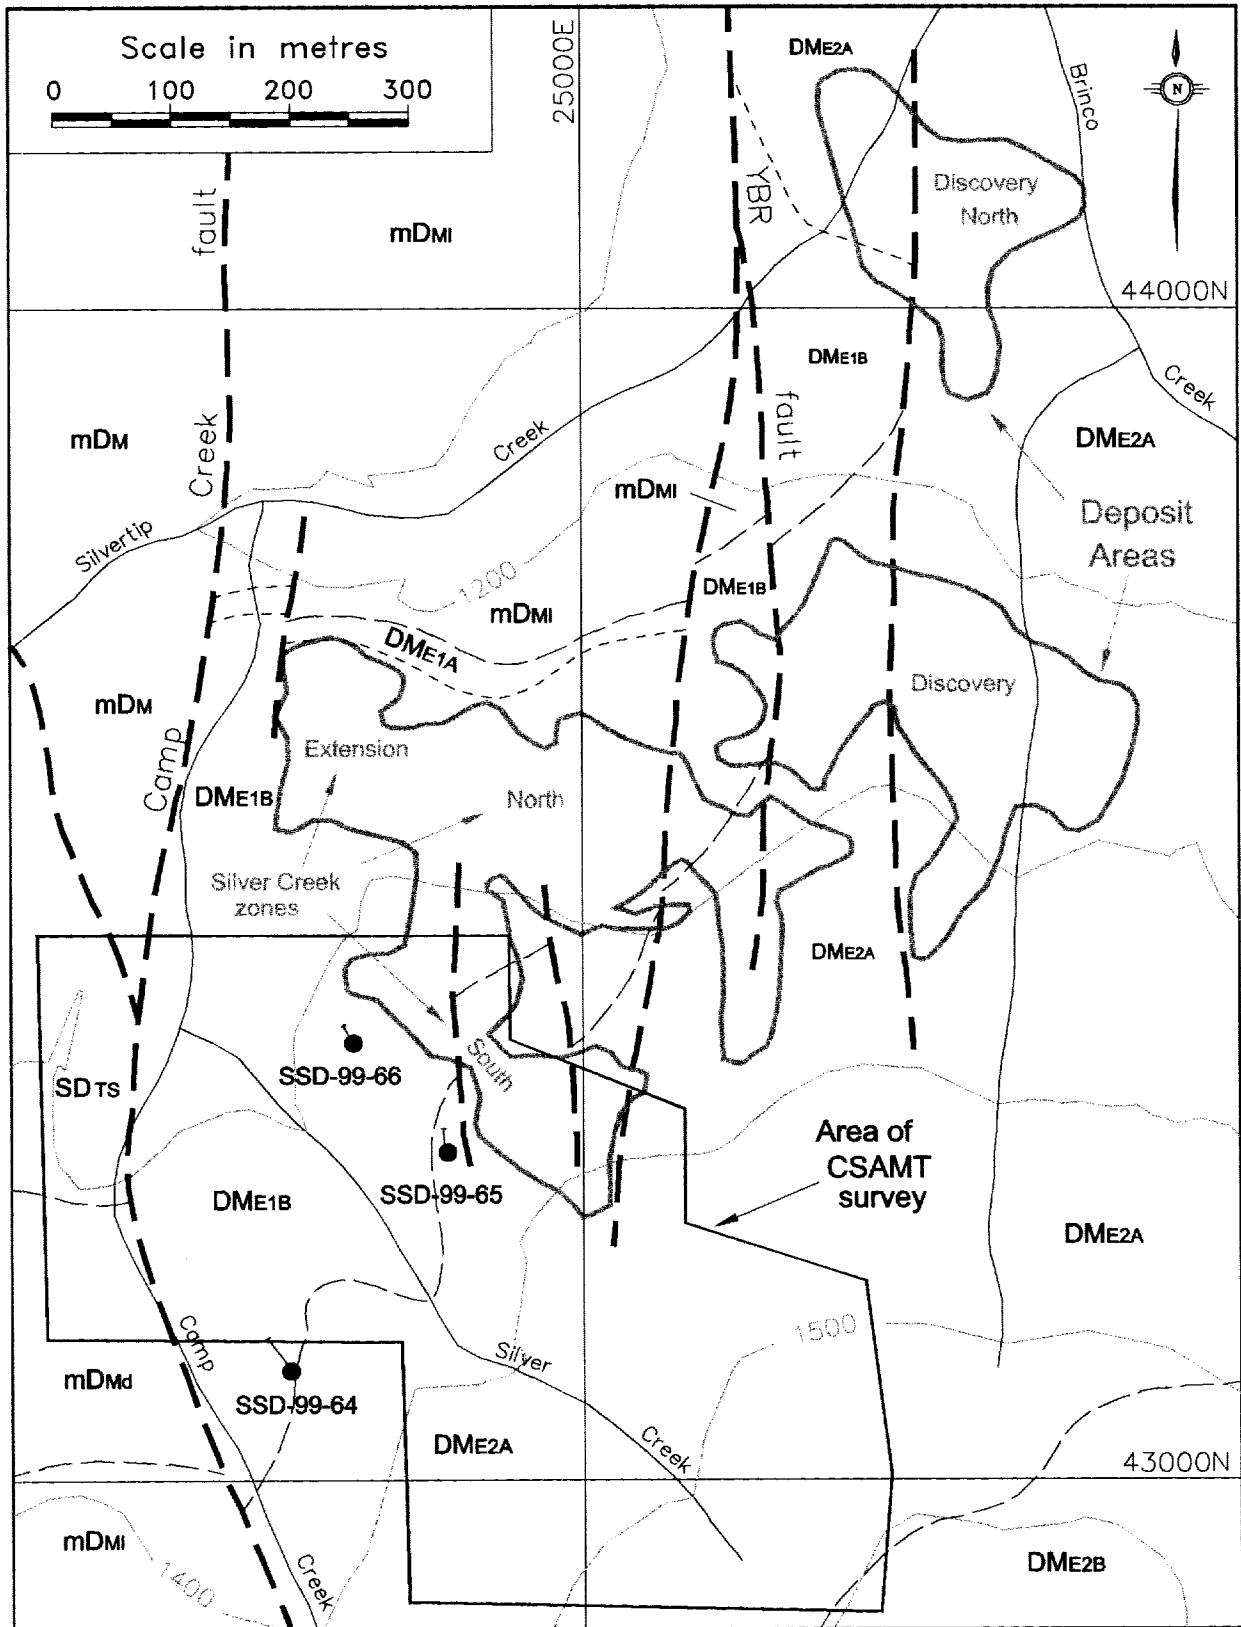 Scale in metres
0 100 200 300
25000E
DME2A
Brinco
N
fault
mDMI
YBR
Discovery
North
44000N
DME1B
Creek
mDM
Creek
Creek
fault
DME2A
mDMI
Deposit
Areas
Silvertip
1200
DME1B
mDMI
DME1A
mDM
Discovery
Camp
Extension
DME1B
North
Silver Creek
zones
DME2A
South
SSD-99-66
SDTS
Area of
CSAMT
survey
SSD-99-65
DME1B
DME2A
Camp
1500
Silver
mDMd
SSD-99-64
DME2A
Creek
43000N
mDMI
1400
Creek
DME2B